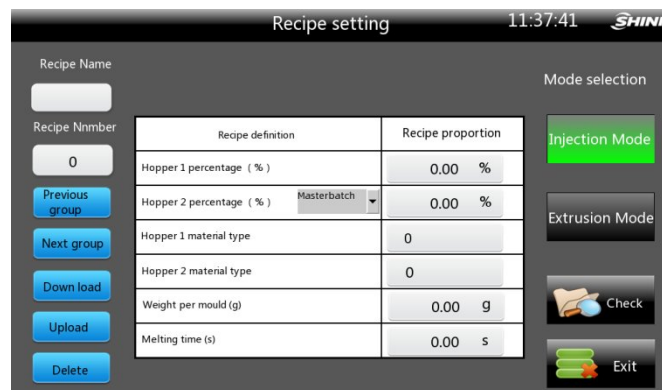 Recipe setting
11:37:41
SHINI
Recipe Name
Recipe Nnmber
0
Previous
group
Next group
Down load
Upload
Delete
Recipe definition
Recipe proportion
Hopper 1 percentage ( % )
0.00 %
Hopper 2 percentage ( % )
Masterbatch
0.00 %
Hopper 1 material type
0
Hopper 2 material type
0
Weight per mould (g)
0.00 g
Melting time (s)
0.00 s
Mode selection
Injection Mode
Extrusion Mode
Check
Exit